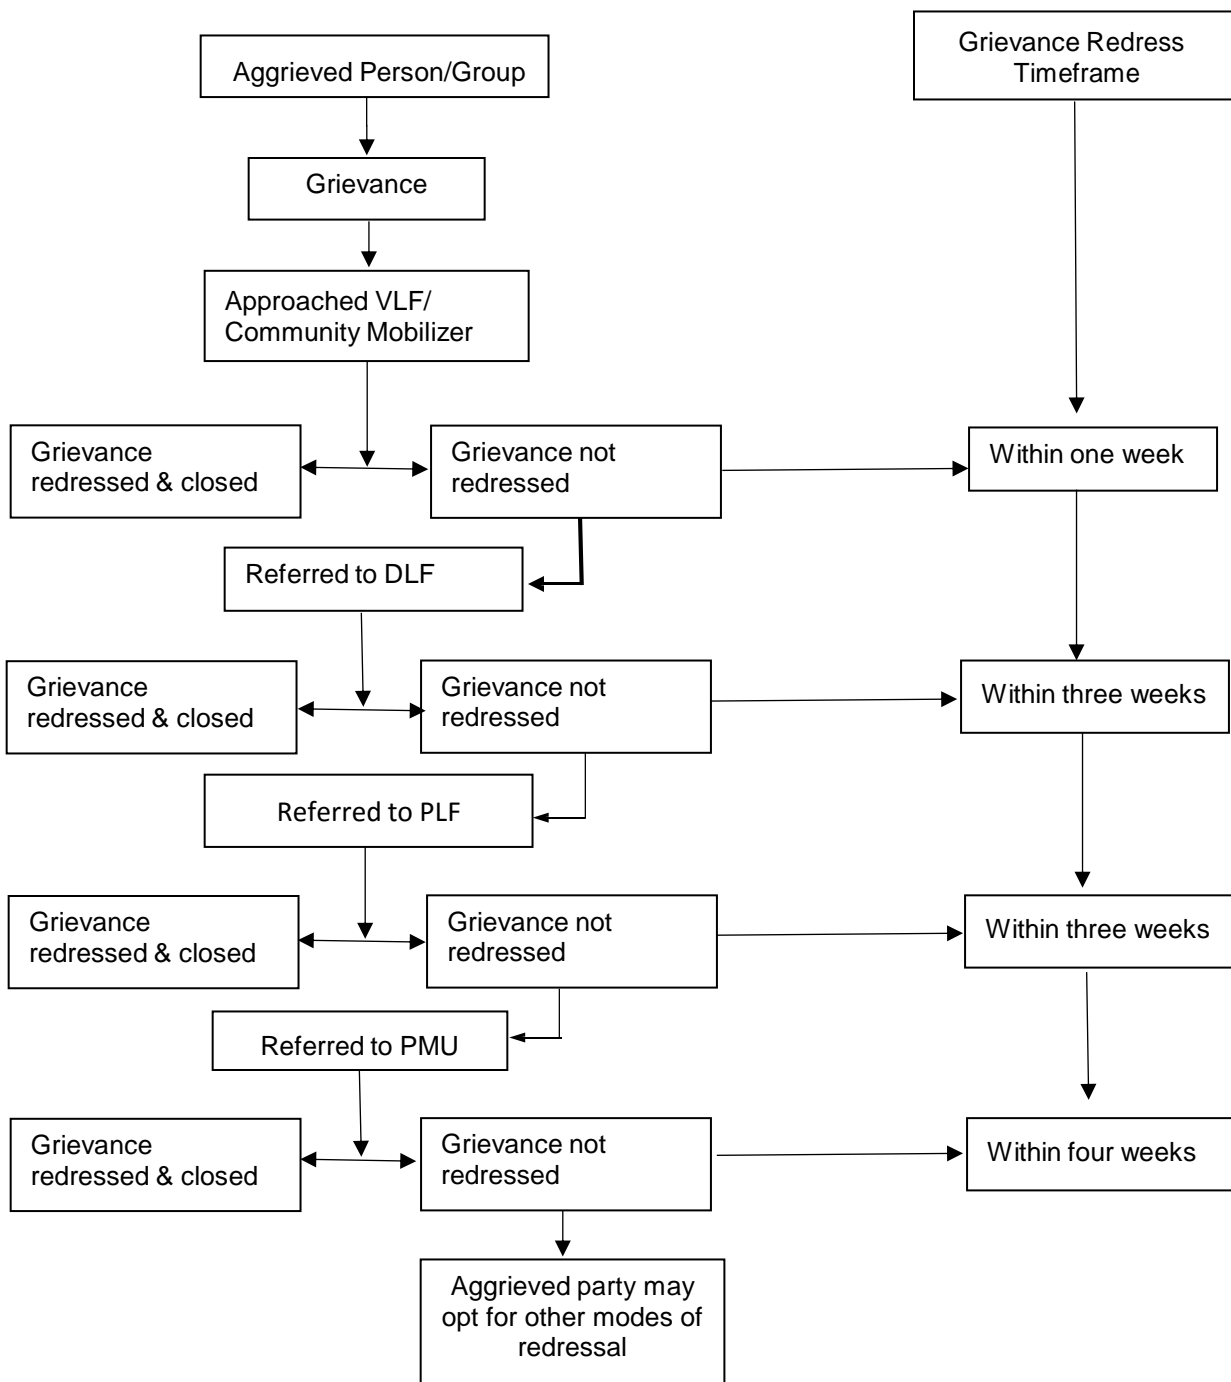 Aggrieved Person/Group
Grievance Redress
Timeframe
Grievance
Approached VLF/
Community Mobilizer
Grievance
redressed & closed
Grievance not
redressed
Within one week
Referred to DLF
Grievance
redressed & closed
Grievance not
redressed
Within three weeks
Referred to PLF
Grievance
redressed & closed
Grievance not
redressed
Within three weeks
Referred to PMU
Grievance
redressed & closed
Grievance not
redressed
Within four weeks
Aggrieved party may
opt for other modes of
redressal